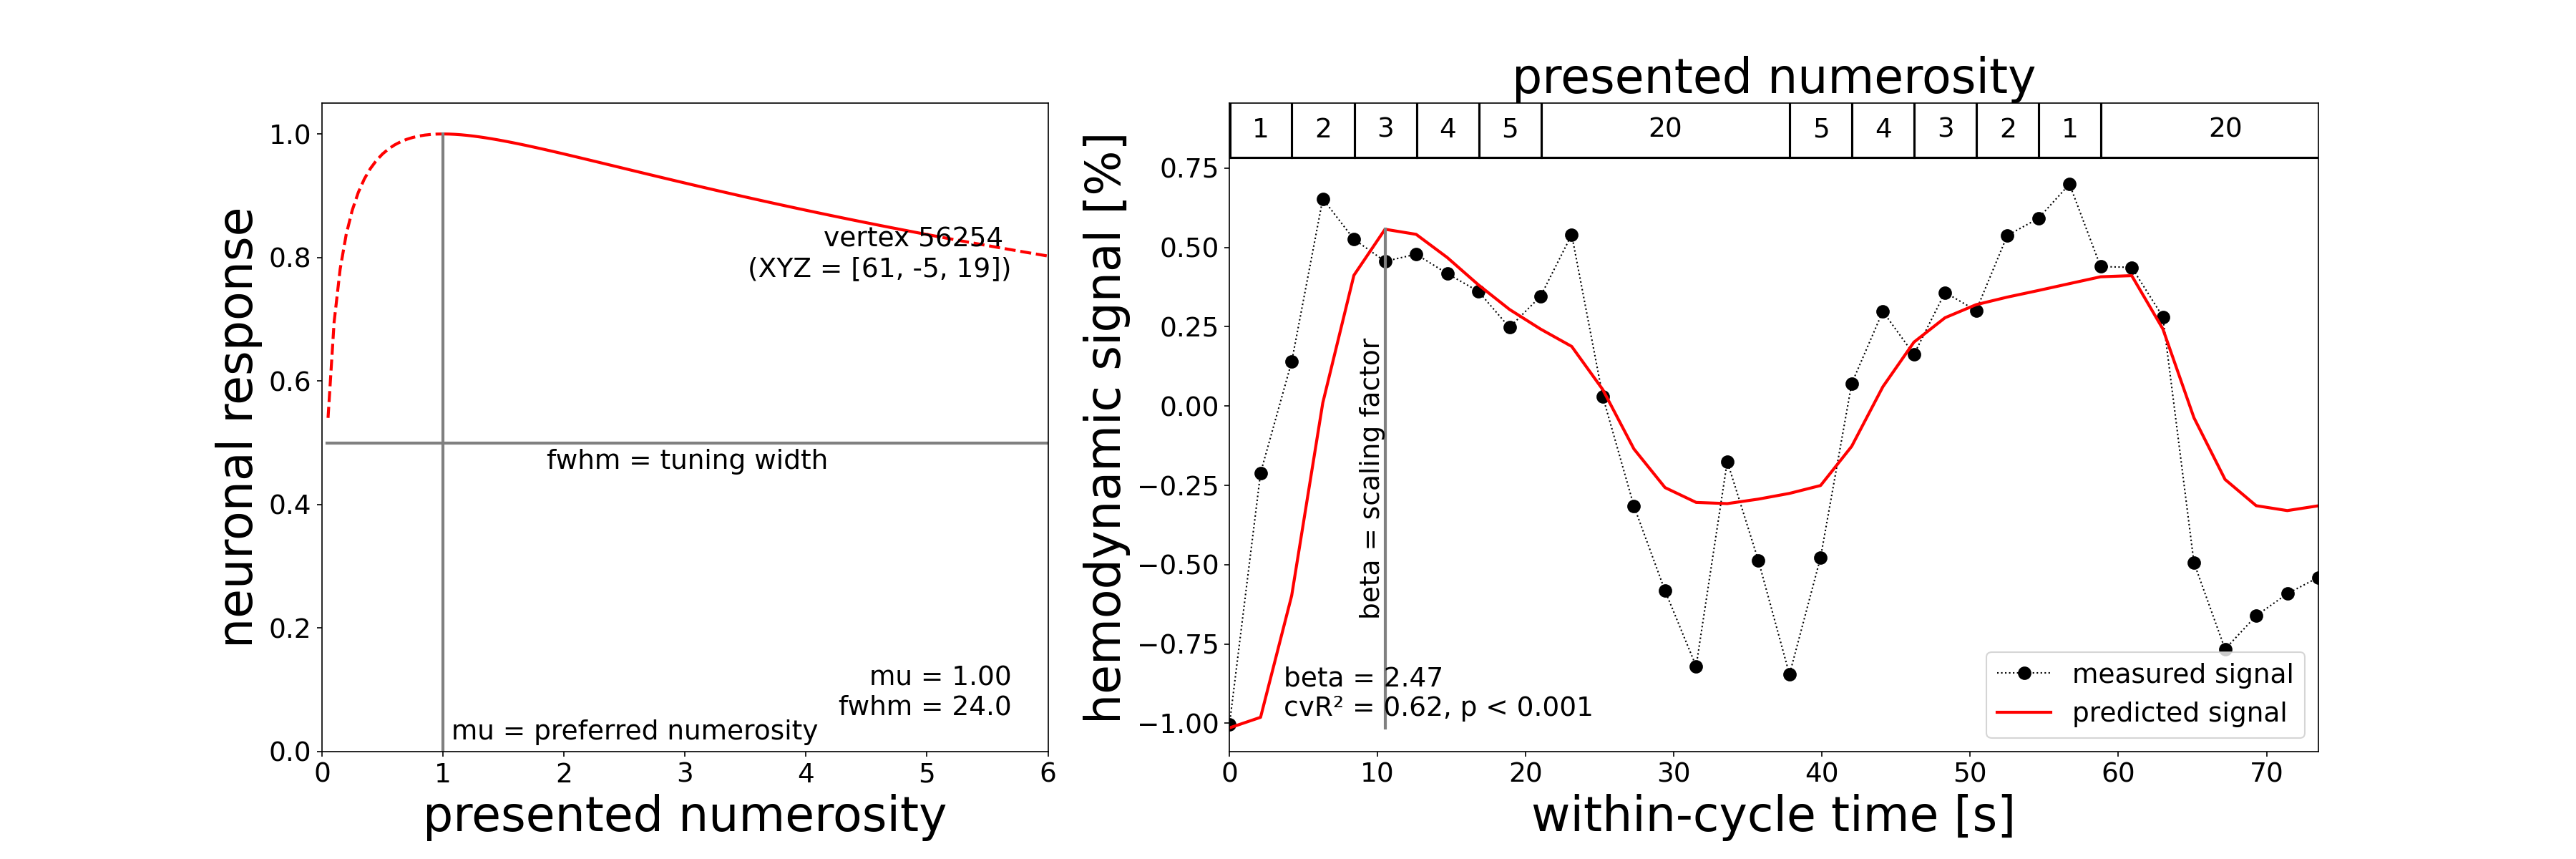 neuronal response
1.0
0.8
0.6
0.4
0.2
0.0
vertex 56254
(XYZ = [61, -5, 19])
fwhm = tuning width
mu = 1.00
fwhm = 24.0
mu = preferred numerosity
0 1 2 3 4 5 6
presented numerosity
presented numerosity
1 2 3 4 5 20 5 4 3 2 1 20
hemodynamic signal [%]
0.75
0.50
0.25
0.00
−0.25
−0.50
−0.75
−1.00
beta = scaling factor
beta = 2.47
cvR² = 0.62, p < 0.001
measured signal
predicted signal
0 10 20 30 40 50 60 70
within-cycle time [s]